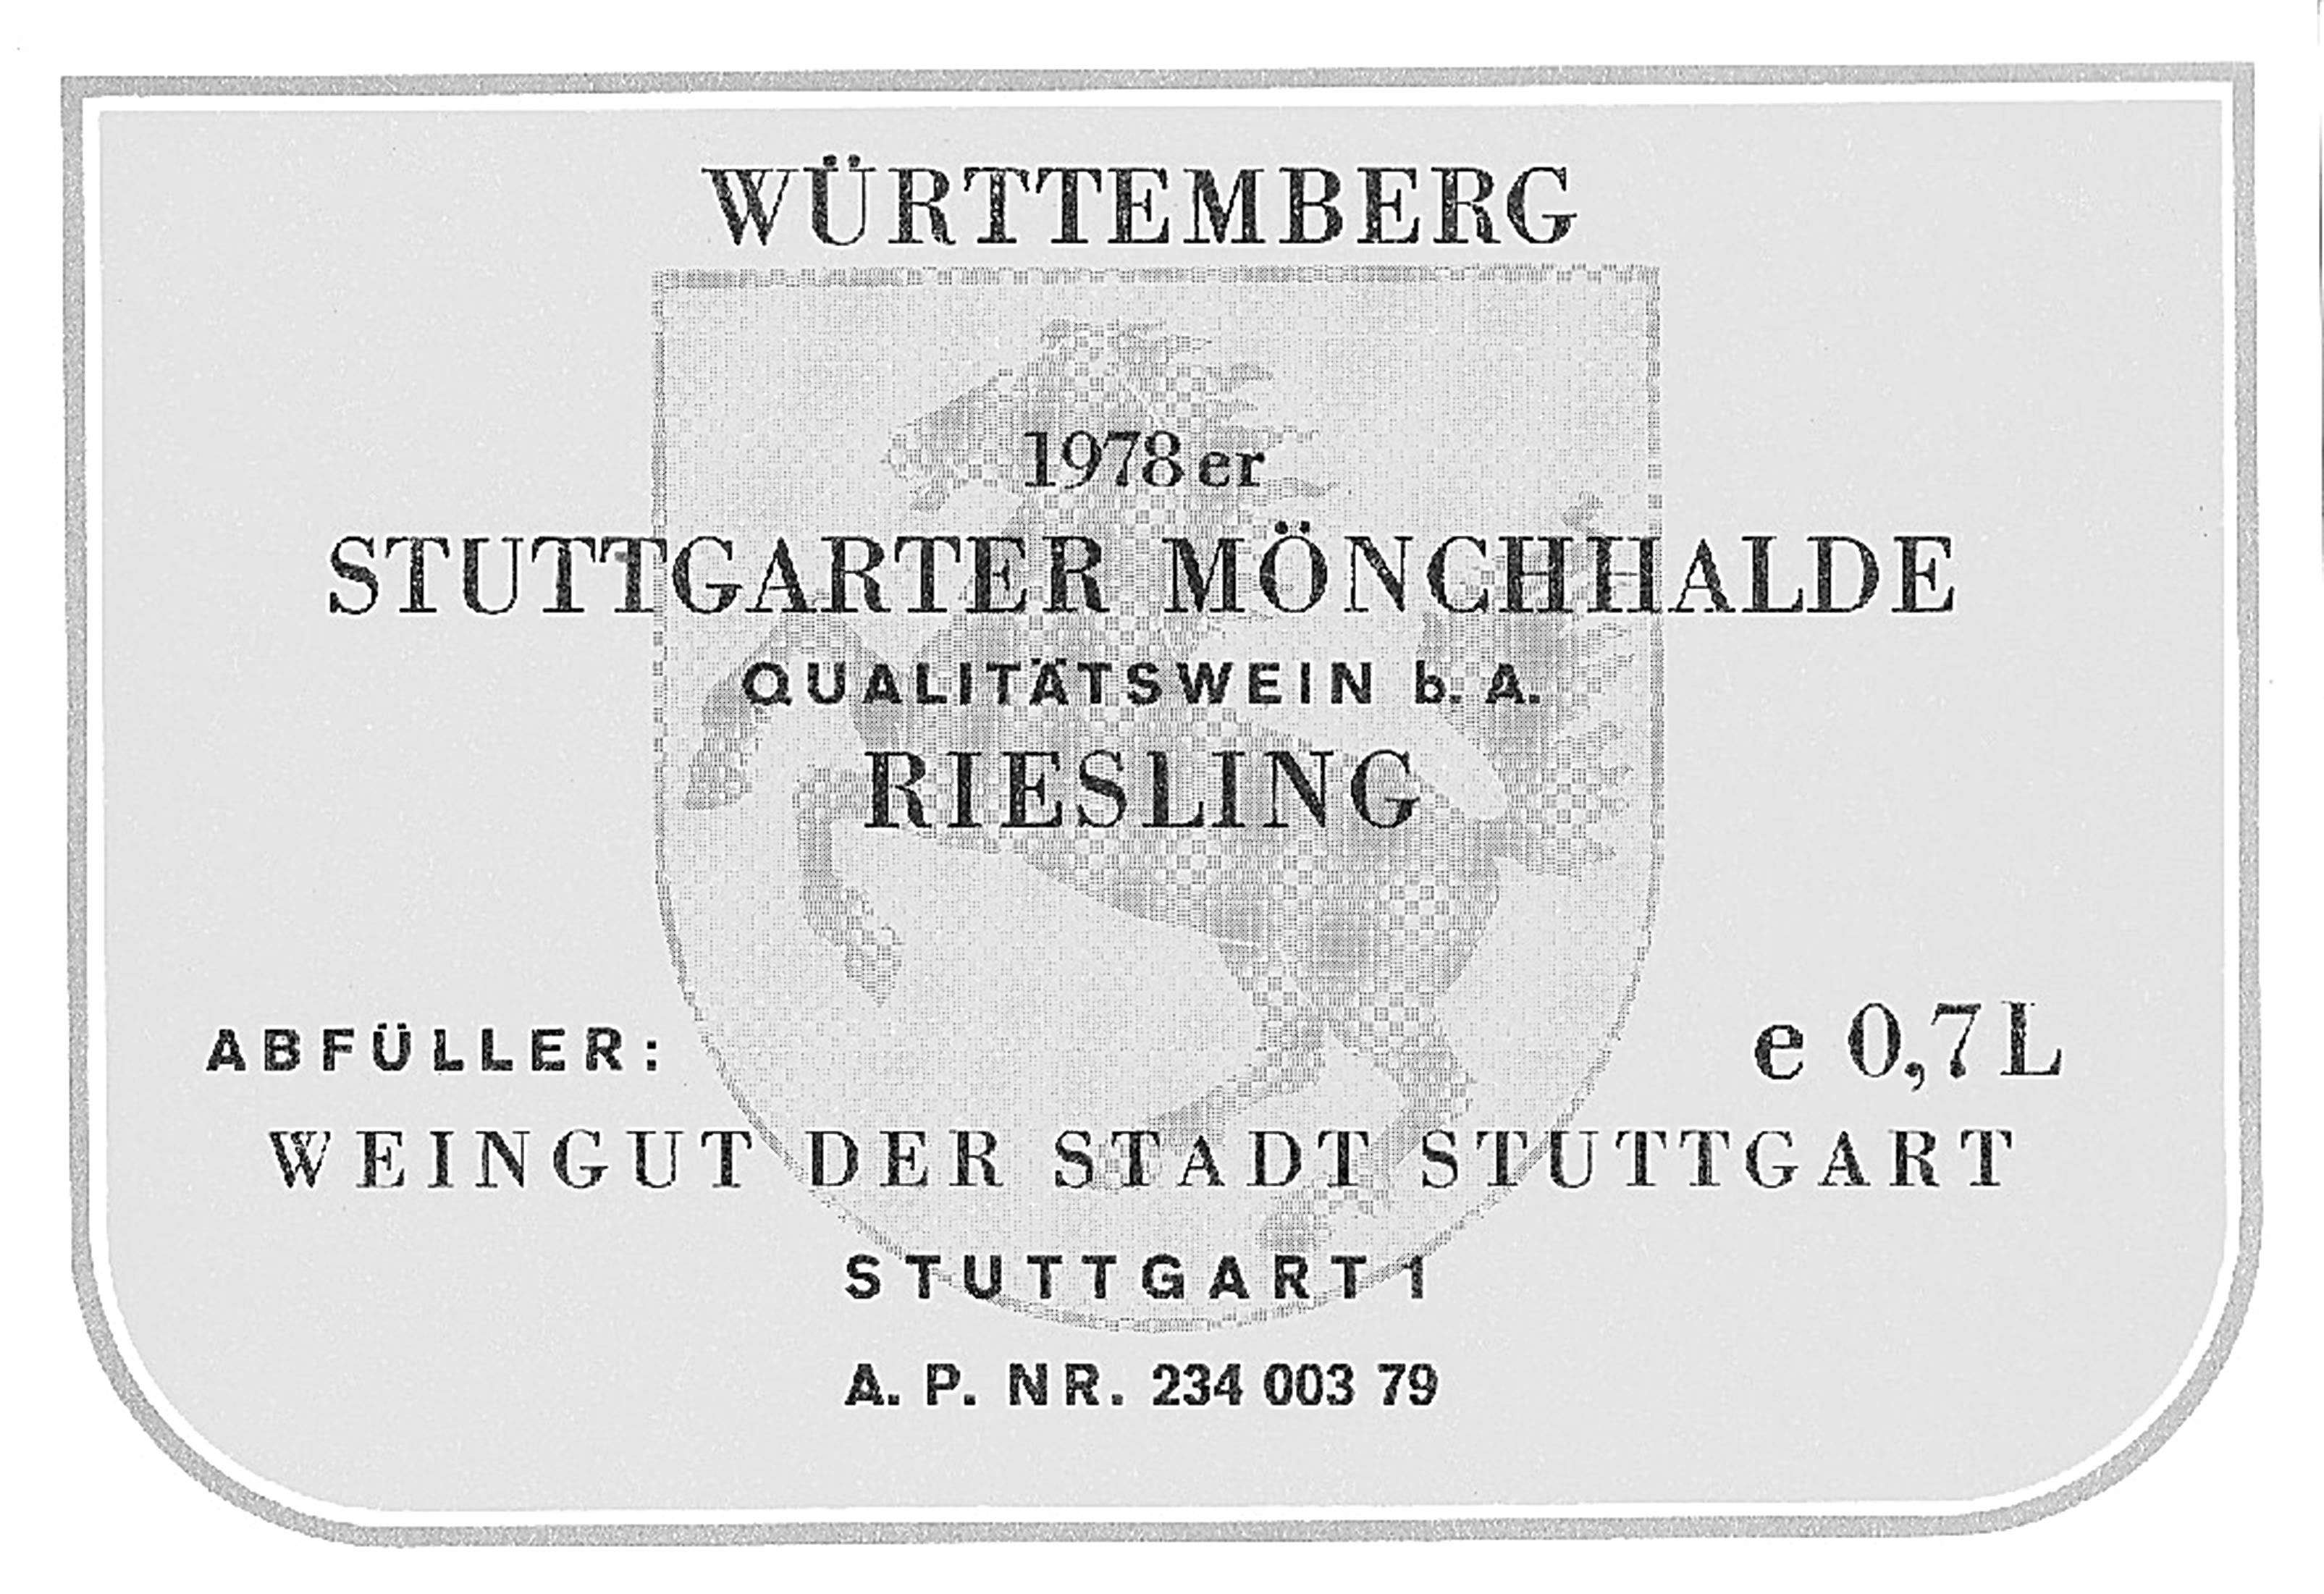 WÜRTTEMBERG
1978er
STUTTGARTER MÖNCHHALDE
QUALITÄTSWEIN b. A.
RIESLING
ABFÜLLER:
e 0,7 L
WEINGUT DER STADT STUTTGART
STUTTGART 1
A. P. NR. 234 003 79